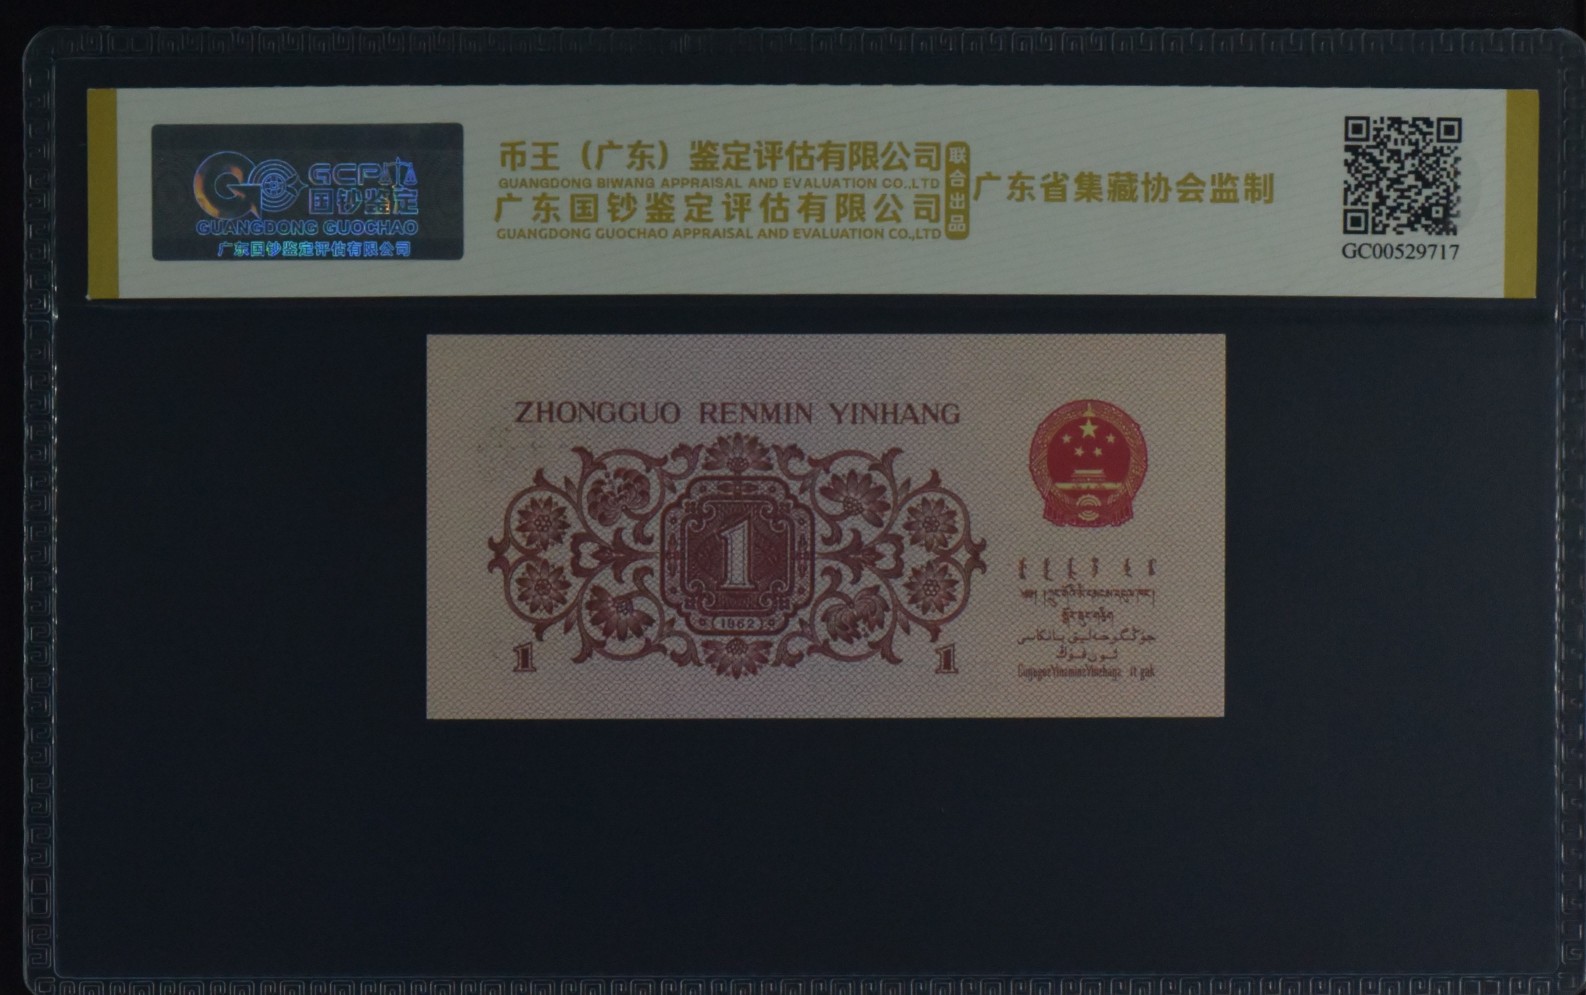 GCP
国钞鉴定
GUANGDONG GUOCHAO
广东国钞鉴定评估有限公司
币王（广东）鉴定评估有限公司
GUANGDONG BIWANG APPRAISAL AND EVALUATION CO.,LTD
广东国钞鉴定评估有限公司
GUANGDONG GUOCHAO APPRAISAL AND EVALUATION CO.,LTD
联合出品
广东省集藏协会监制
GC00529717
ZHONGGUO RENMIN YINHANG
1
1962
1
1